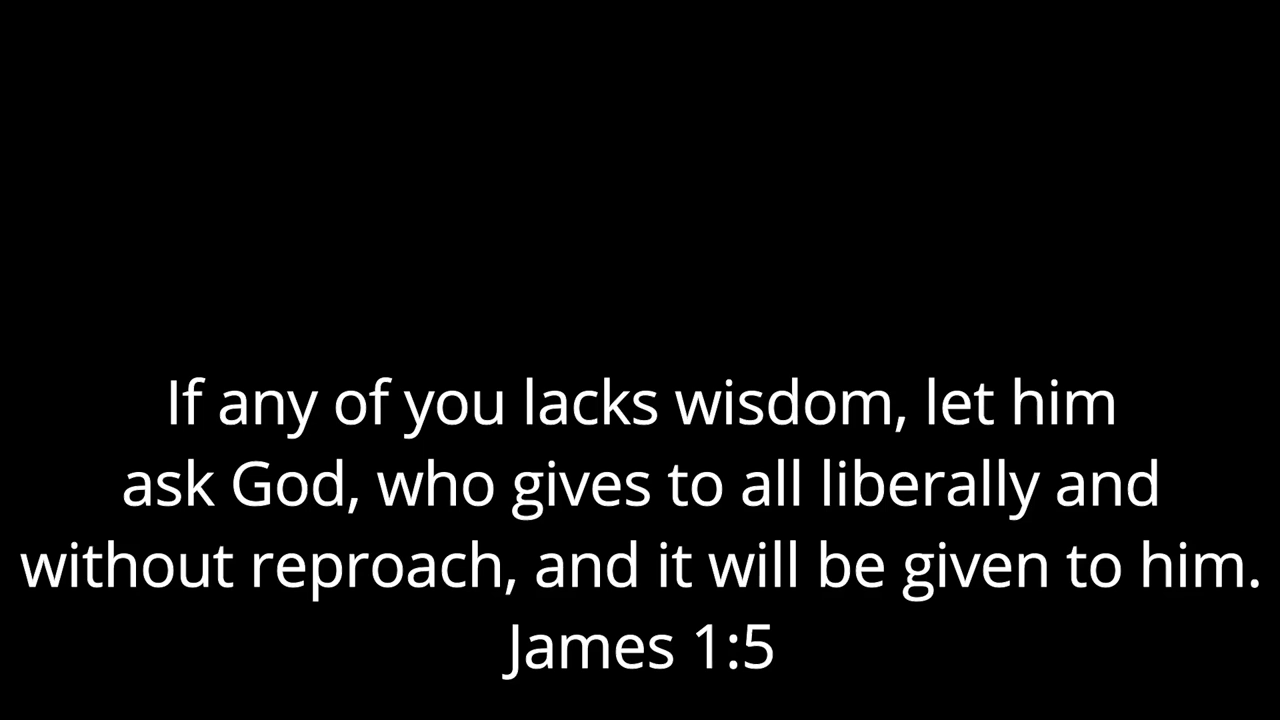 If any of you lacks wisdom, let him
ask God, who gives to all liberally and
without reproach, and it will be given to him.
James 1:5